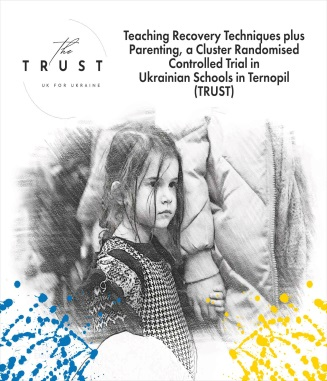 the
TRUST
UK FOR UKRAINE
Teaching Recovery Techniques plus
Parenting, a Cluster Randomised
Controlled Trial in
Ukrainian Schools in Ternopil
(TRUST)